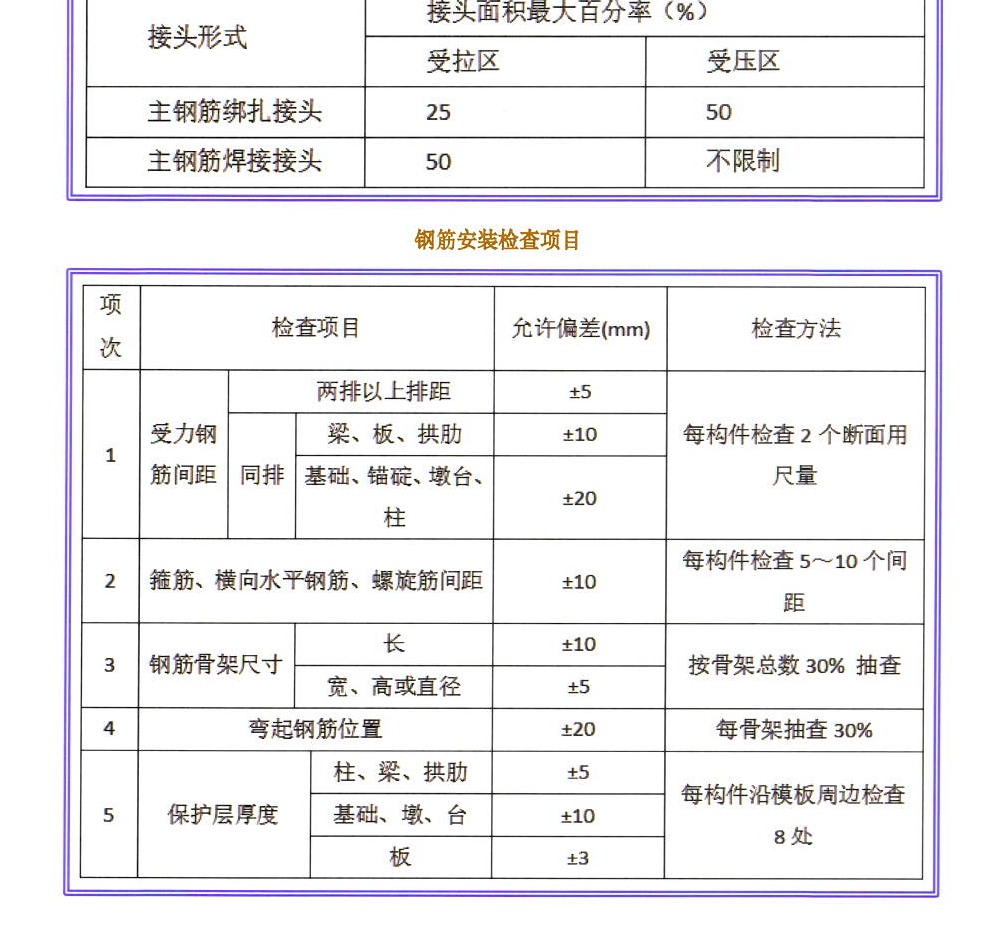 接头形式
接头面积最大百分率（%）
受拉区
受压区
主钢筋绑扎接头
25
50
主钢筋焊接接头
50
不限制
钢筋安装检查项目
项
次
检查项目
允许偏差(mm)
检查方法
1
受力钢
筋间距
两排以上排距
±5
每构件检查 2 个断面用
尺量
同排
梁、板、拱肋
±10
基础、锚碇、墩台、
柱
±20
2
箍筋、横向水平钢筋、螺旋筋间距
±10
每构件检查 5～10 个间
距
3
钢筋骨架尺寸
长
±10
按骨架总数 30% 抽查
宽、高或直径
±5
4
弯起钢筋位置
±20
每骨架抽查 30%
5
保护层厚度
柱、梁、拱肋
±5
每构件沿模板周边检查
8 处
基础、墩、台
±10
板
±3